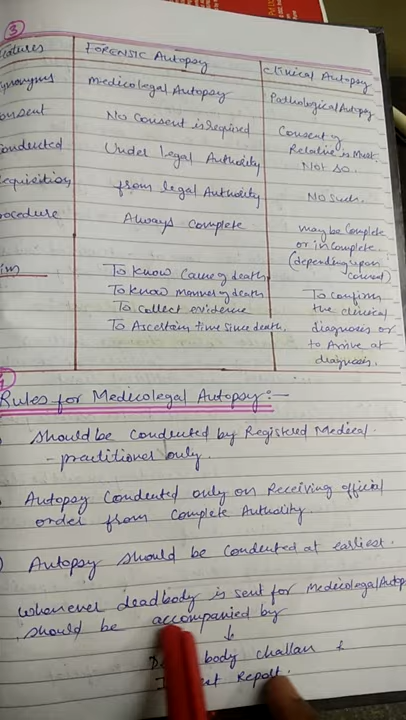 3
Features Forensic Autopsy Clinical Autopsy
Synonyms Medicolegal Autopsy Pathological Autopsy
Consent No Consent is Required Consent of
Relative is Must.
Conducted Under legal Authority Not so.
Requisition from legal Authority No such.
Procedure Always Complete may be Complete
or incomplete.
(depending upon
consent)
Aim To know cause of death To confirm
To know manner of death the clinical
To collect evidence diagnosis or
To Ascertain time since death. to Arrive at
diagnosis.
Rules for Medicolegal Autopsy:-
Should be conducted by Registered Medical
-practitioner only.
Autopsy Conducted only on Receiving official
order from Complete Authority.
Autopsy should be conducted at earliest.
Whenever deadbody is sent for Medicolegal Autop
should be accompanied by
↓
body challan &
Report.